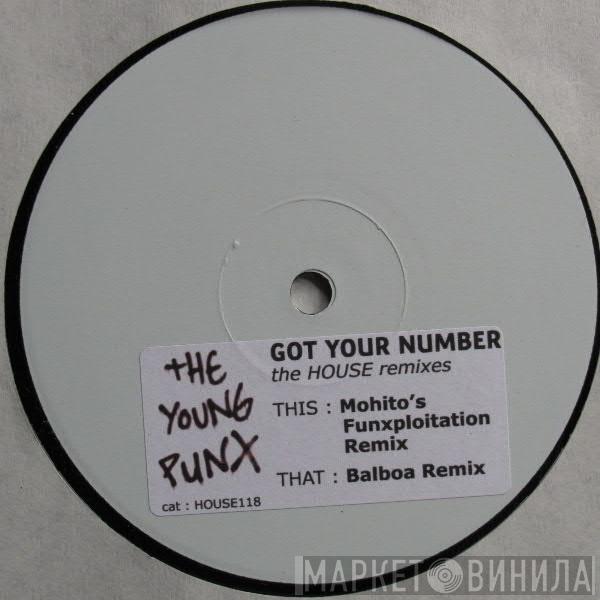 THE
YOUNG
PUNX
cat : HOUSE118
GOT YOUR NUMBER
the HOUSE remixes
THIS : Mohito's
Funxploitation
Remix
THAT : Balboa Remix
МАРКЕТ ВИНИЛА